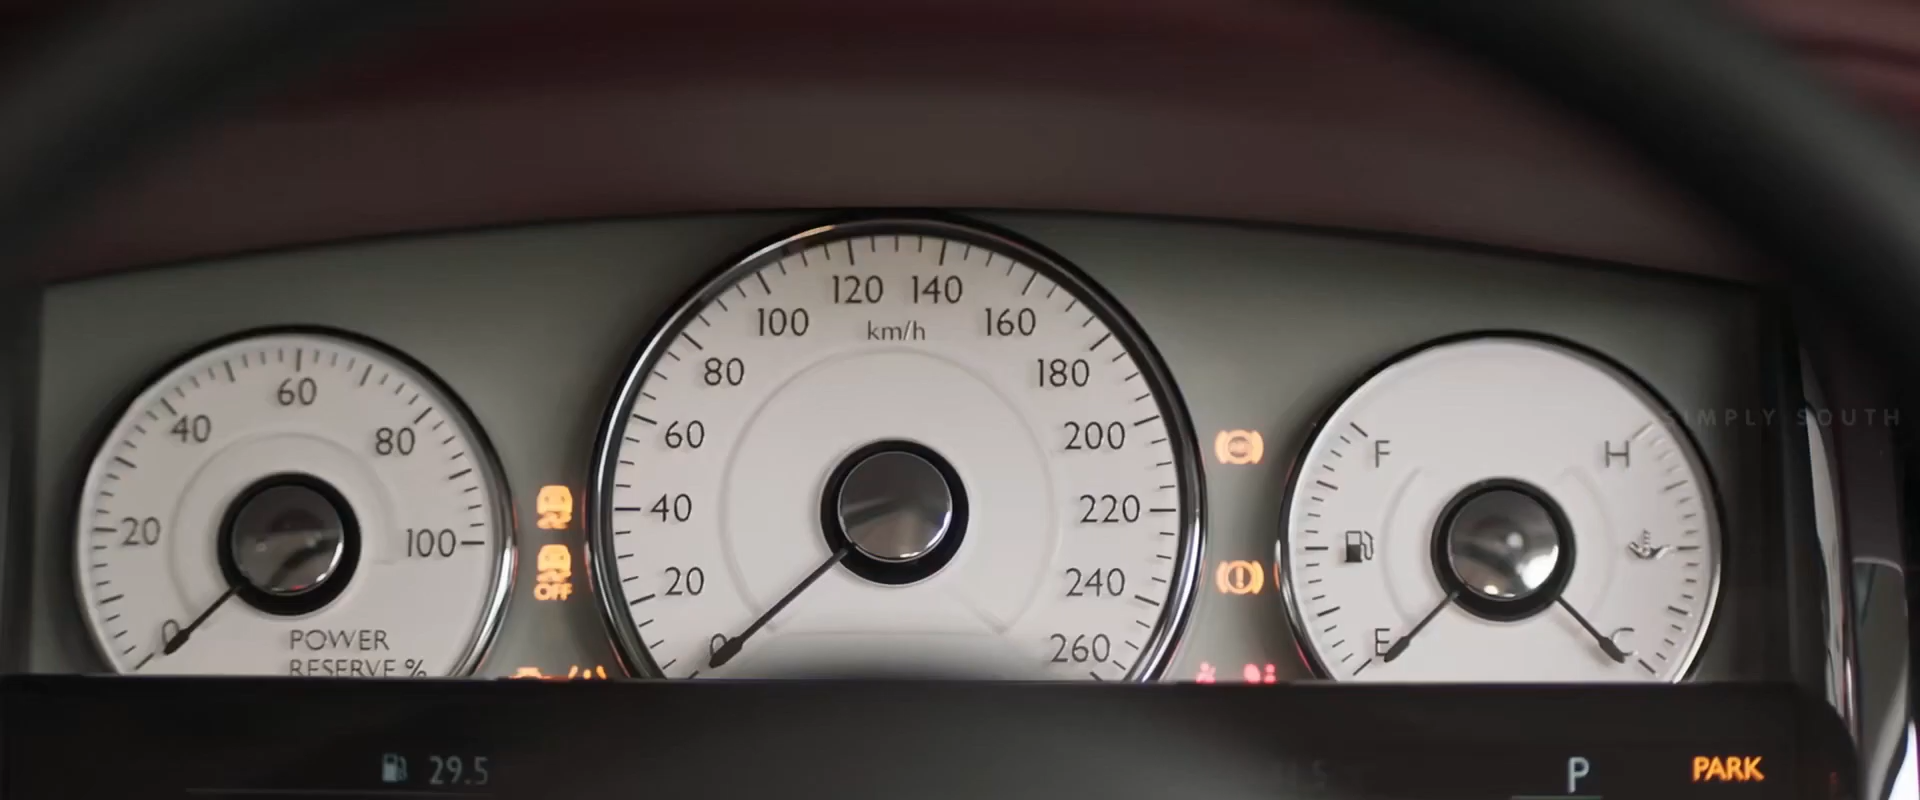 120 140
100 km/h 160
80 180
60 200
40 220
20 240
0 260
60
40 80
20 100
0
POWER
RESERVE %
OFF
F H
E C
SIMPLY SOUTH
29.5
P PARK